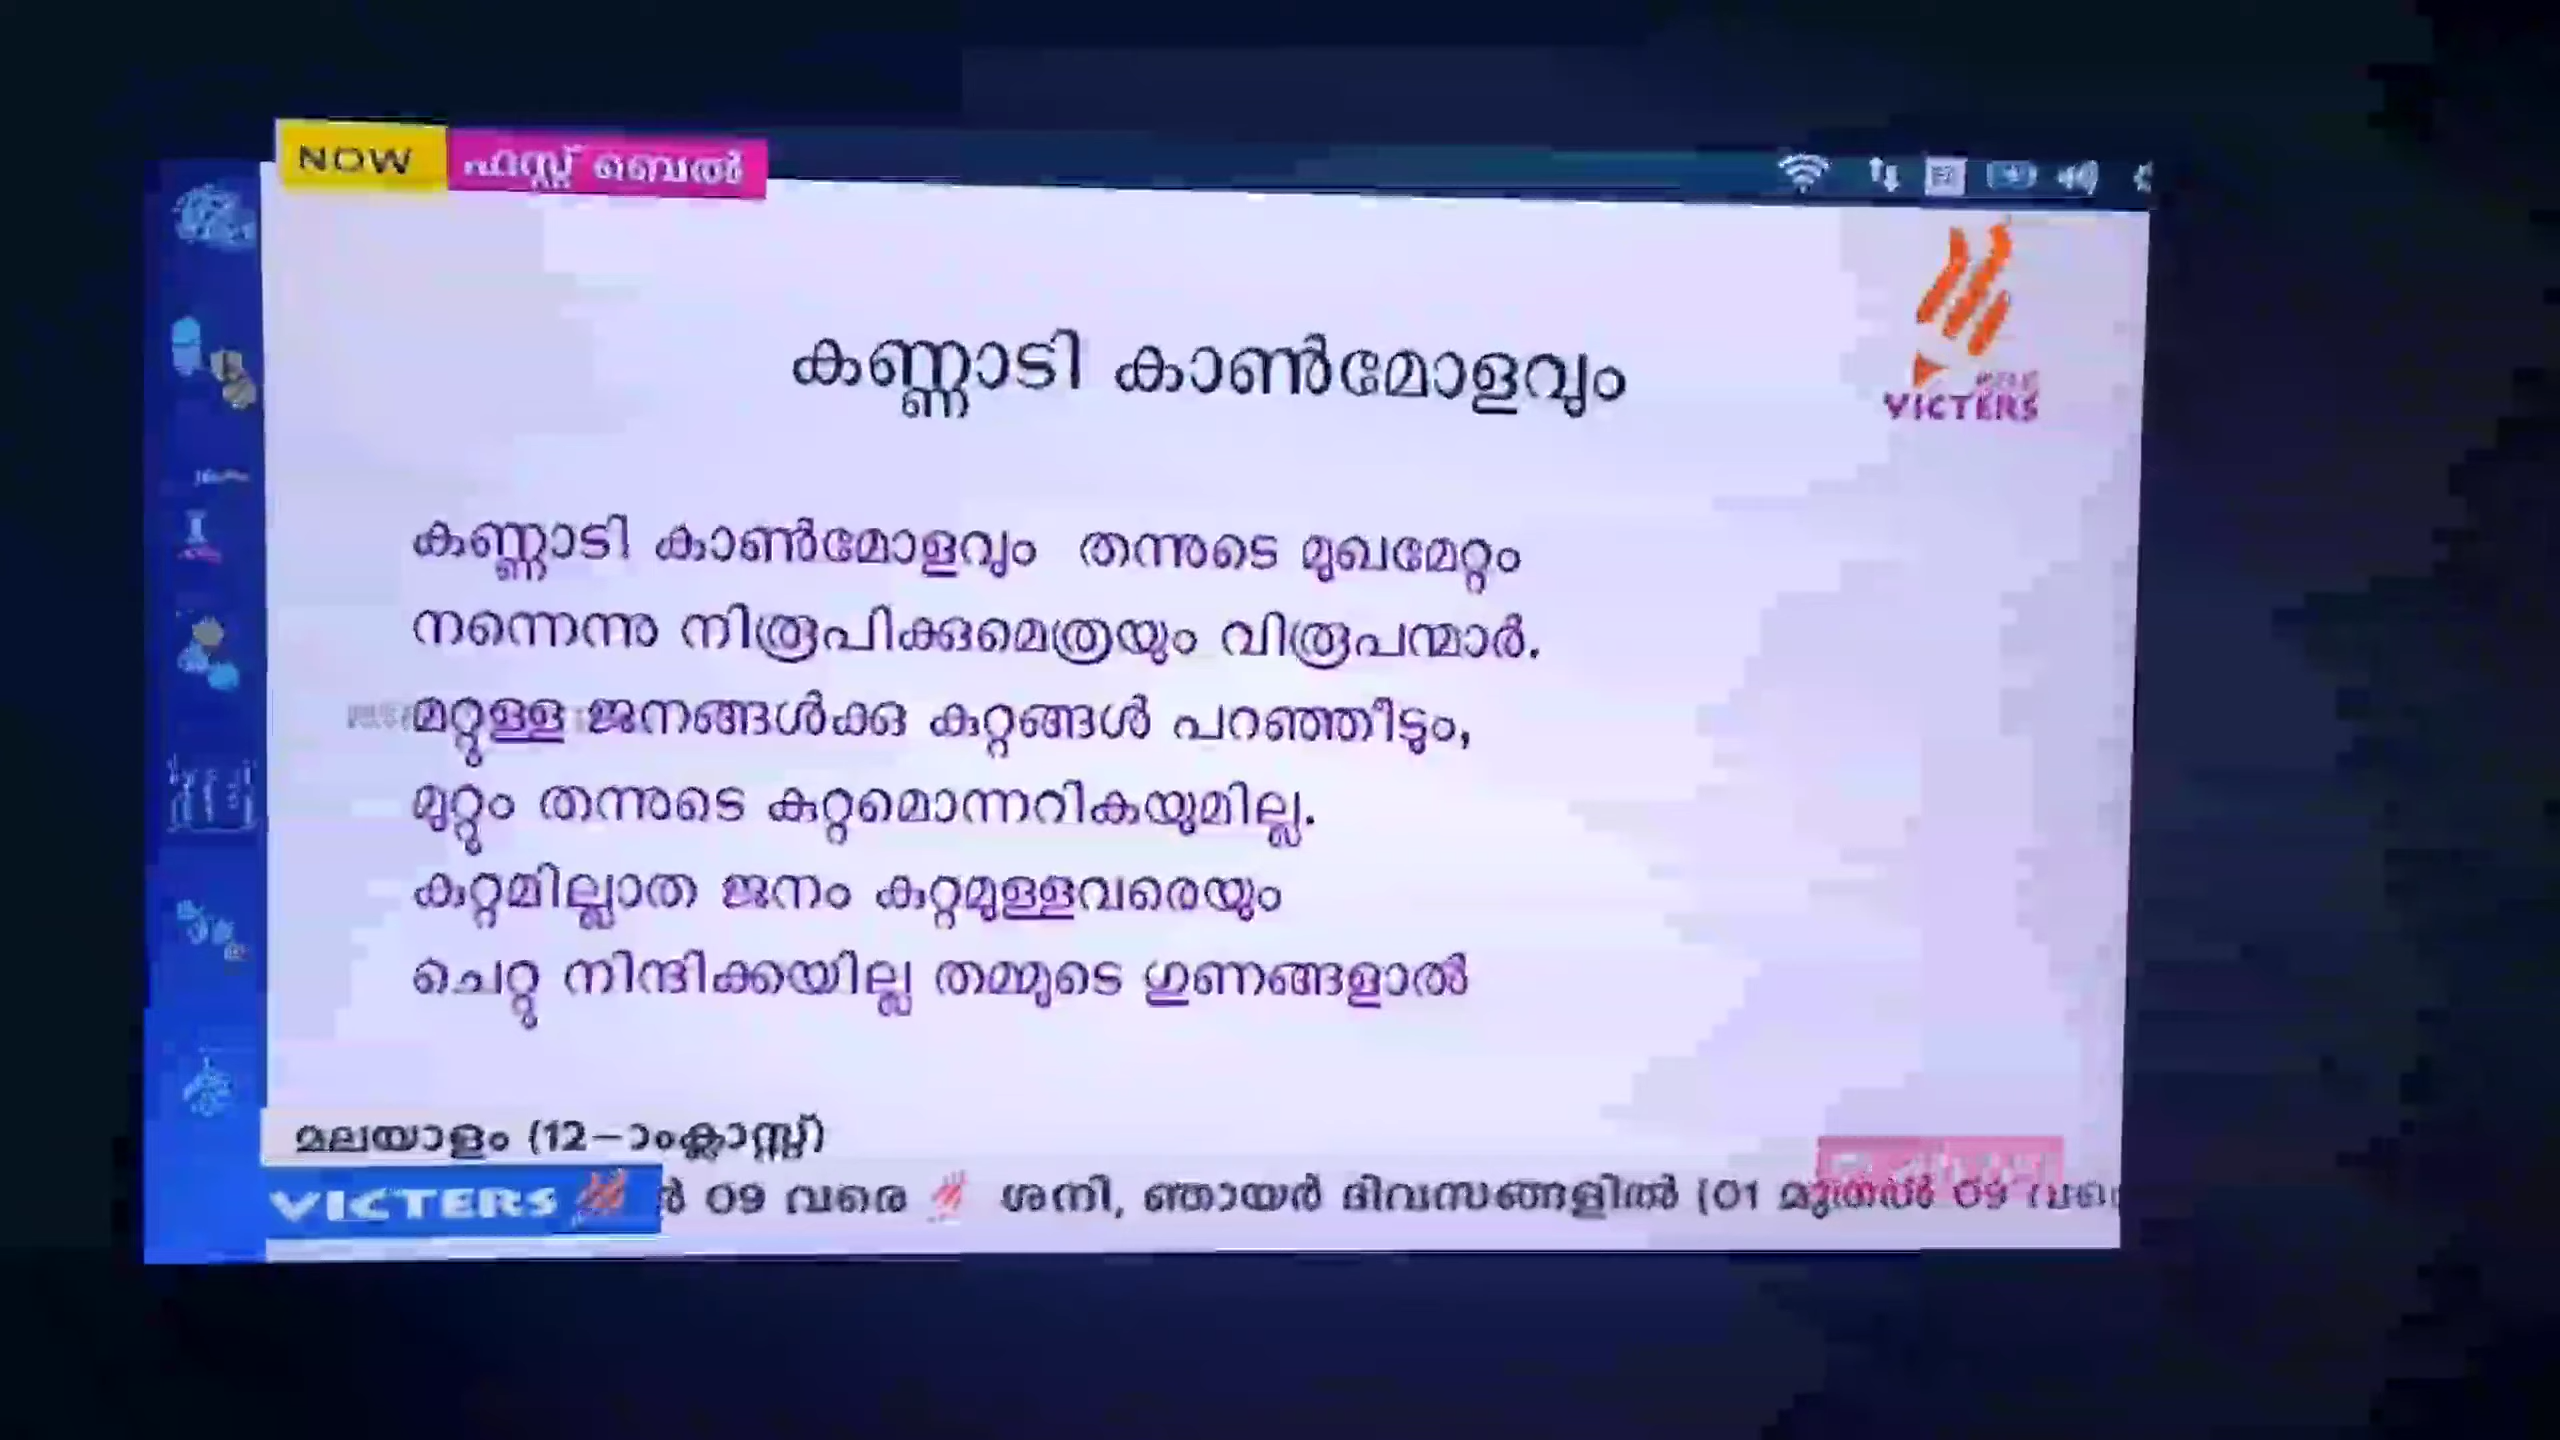 NOW ഫസ്റ്റ് ബെൽ
VICTERS
കണ്ണാടി കാൺമോളവും
കണ്ണാടി കാൺമോളവും തന്നുടെ മുഖമേറ്റം
നന്നെന്നു നിരൂപിക്കുമെത്രയും വിരൂപന്മാർ.
മറ്റുള്ള ജനങ്ങൾക്കു കുറ്റങ്ങൾ പറഞ്ഞീടും,
മുറ്റും തന്നുടെ കുറ്റമൊന്നറികയുമില്ല.
കുറ്റമില്ലാത ജനം കുറ്റമുള്ളവരെയും
ചെറ്റു നിന്ദിക്കയില്ല തമ്മുടെ ഗുണങ്ങളാൽ
മലയാളം (12-ാംക്ലാസ്സ്)
VICTERS ൽ 09 വരെ ശനി, ഞായർ ദിവസങ്ങളിൽ (01 മുതൽ 09 വരെ